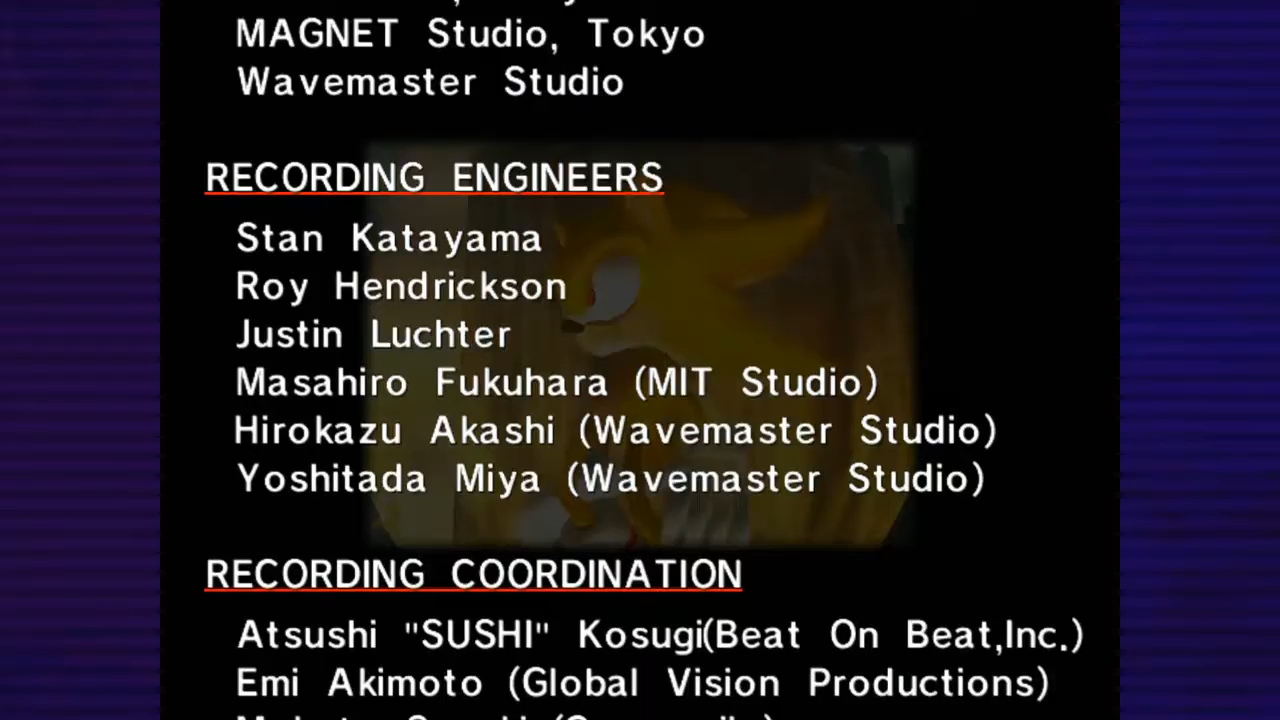 MAGNET Studio, Tokyo
Wavemaster Studio
RECORDING ENGINEERS
Stan Katayama
Roy Hendrickson
Justin Luchter
Masahiro Fukuhara (MIT Studio)
Hirokazu Akashi (Wavemaster Studio)
Yoshitada Miya (Wavemaster Studio)
RECORDING COORDINATION
Atsushi "SUSHI" Kosugi(Beat On Beat,Inc.)
Emi Akimoto (Global Vision Productions)